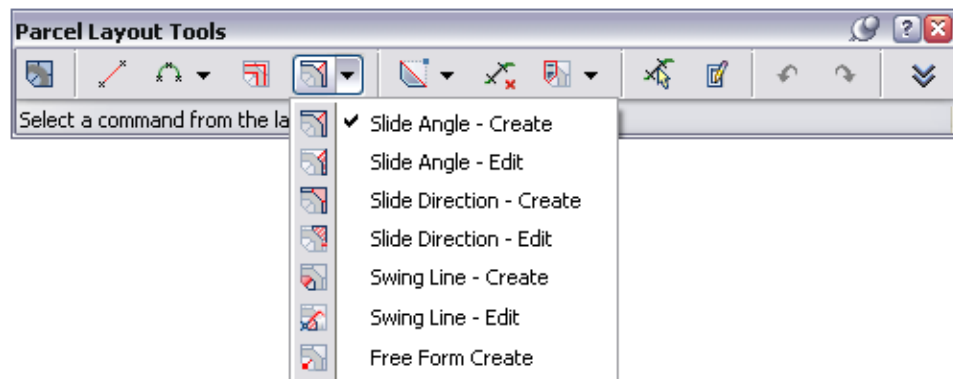 Parcel Layout Tools
Select a command from the la
Slide Angle - Create
Slide Angle - Edit
Slide Direction - Create
Slide Direction - Edit
Swing Line - Create
Swing Line - Edit
Free Form Create